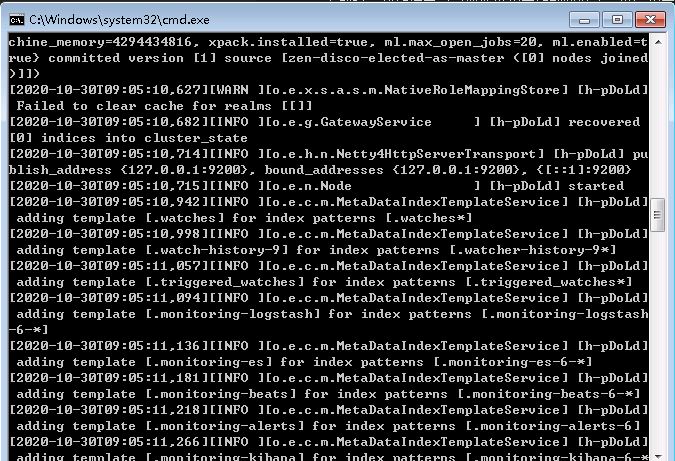 C:\Windows\system32\cmd.exe
chine_memory=4294434816, xpack.installed=true, ml.max_open_jobs=20, ml.enabled=t
rue} committed version [1] source [zen-disco-elected-as-master ([0] nodes joined
)]])
[2020-10-30T09:05:10,627][WARN ][o.e.x.s.a.s.m.NativeRoleMappingStore] [h-pDoLd]
 Failed to clear cache for realms [[]]
[2020-10-30T09:05:10,682][INFO ][o.e.g.GatewayService     ] [h-pDoLd] recovered
[0] indices into cluster_state
[2020-10-30T09:05:10,714][INFO ][o.e.h.n.Netty4HttpServerTransport] [h-pDoLd] pu
blish_address {127.0.0.1:9200}, bound_addresses {127.0.0.1:9200}, {[::1]:9200}
[2020-10-30T09:05:10,715][INFO ][o.e.n.Node               ] [h-pDoLd] started
[2020-10-30T09:05:10,942][INFO ][o.e.c.m.MetaDataIndexTemplateService] [h-pDoLd]
 adding template [.watches] for index patterns [.watches*]
[2020-10-30T09:05:10,998][INFO ][o.e.c.m.MetaDataIndexTemplateService] [h-pDoLd]
 adding template [.watch-history-9] for index patterns [.watcher-history-9*]
[2020-10-30T09:05:11,057][INFO ][o.e.c.m.MetaDataIndexTemplateService] [h-pDoLd]
 adding template [.triggered_watches] for index patterns [.triggered_watches*]
[2020-10-30T09:05:11,094][INFO ][o.e.c.m.MetaDataIndexTemplateService] [h-pDoLd]
 adding template [.monitoring-logstash] for index patterns [.monitoring-logstash
-6-*]
[2020-10-30T09:05:11,136][INFO ][o.e.c.m.MetaDataIndexTemplateService] [h-pDoLd]
 adding template [.monitoring-es] for index patterns [.monitoring-es-6-*]
[2020-10-30T09:05:11,181][INFO ][o.e.c.m.MetaDataIndexTemplateService] [h-pDoLd]
 adding template [.monitoring-beats] for index patterns [.monitoring-beats-6-*]
[2020-10-30T09:05:11,218][INFO ][o.e.c.m.MetaDataIndexTemplateService] [h-pDoLd]
 adding template [.monitoring-alerts] for index patterns [.monitoring-alerts-6]
[2020-10-30T09:05:11,266][INFO ][o.e.c.m.MetaDataIndexTemplateService] [h-pDoLd]
 adding template [.monitoring-kibana] for index patterns [.monitoring-kibana-6-*